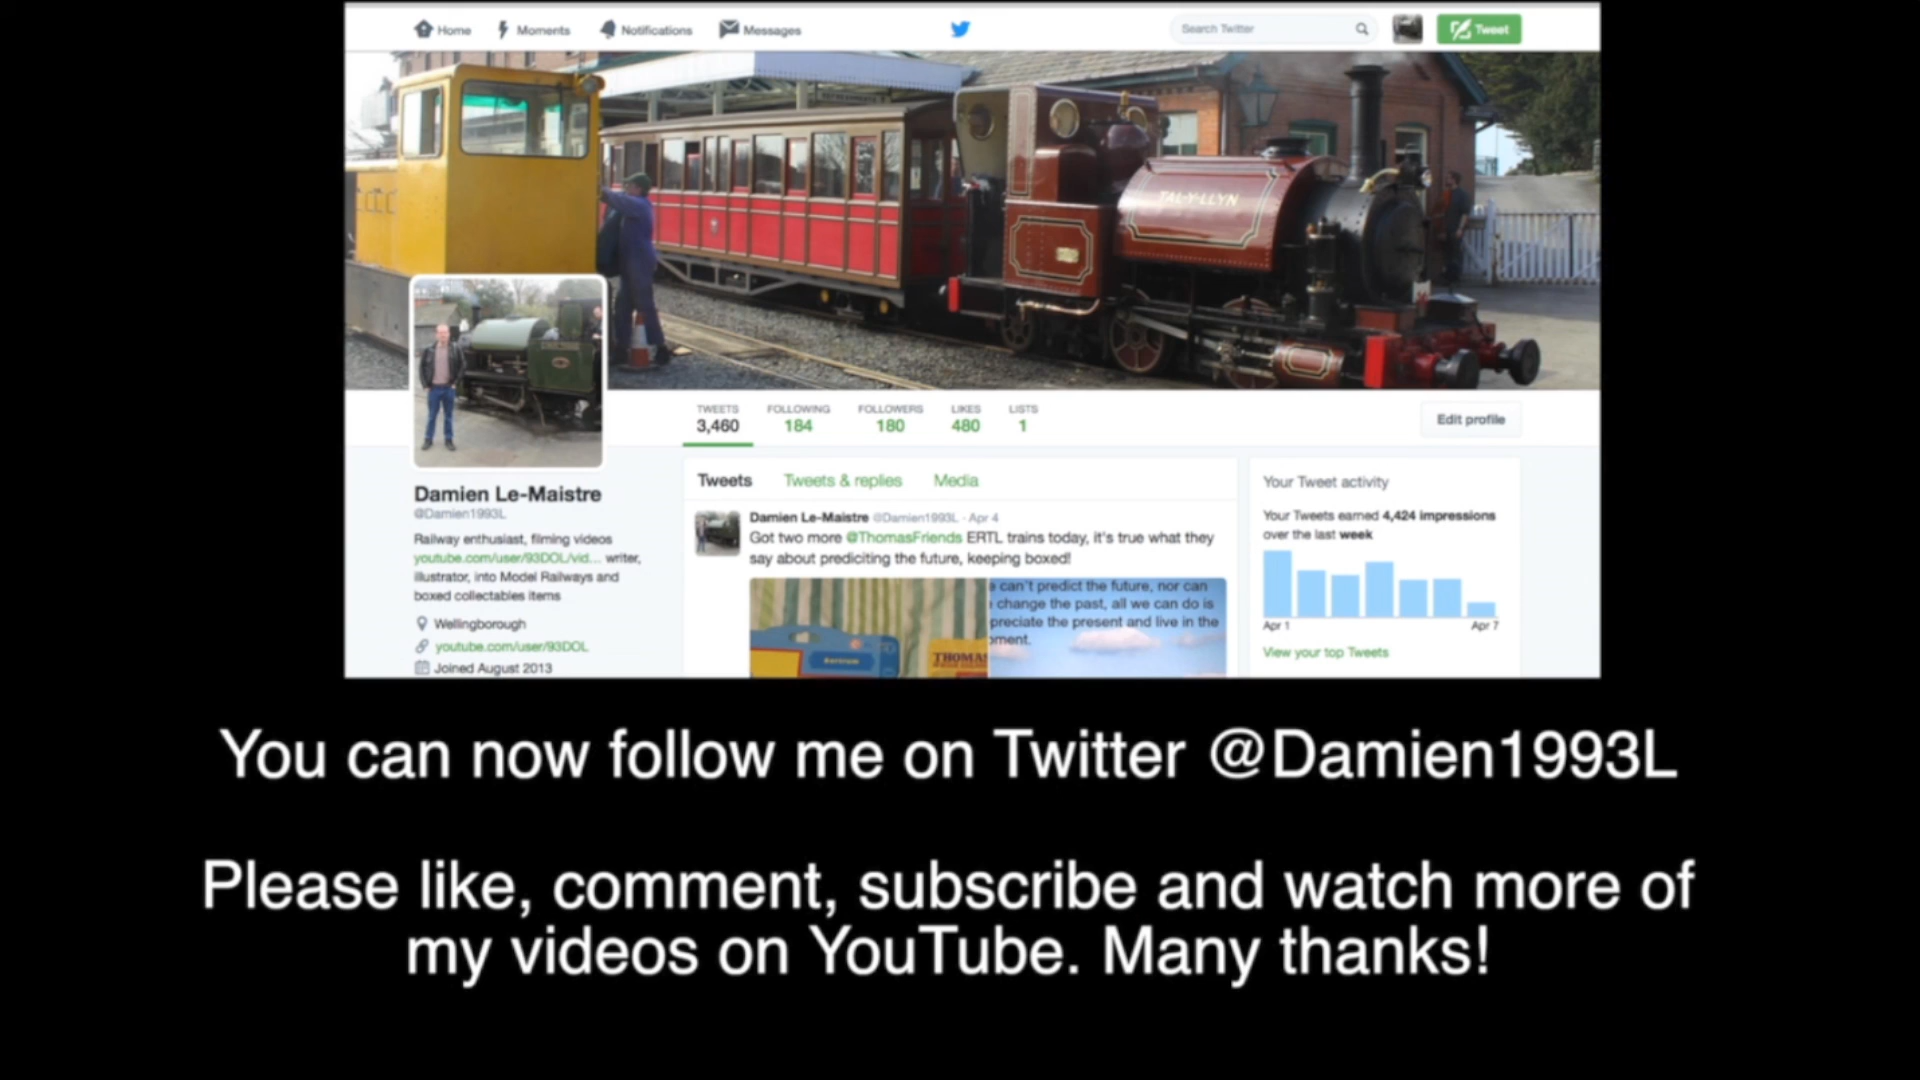 Home Moments Notifications Messages Search Twitter Tweet
TAL-Y-LLYN
TWEETS FOLLOWING FOLLOWERS LIKES LISTS
3,460 184 180 480 1
Edit profile
Damien Le-Maistre
@Damien1993L
Railway enthusiast, filming videos
youtube.com/user/93DOL/vid... writer,
illustrator, into Model Railways and
boxed collectables items
Wellingborough
youtube.com/user/93DOL
Joined August 2013
Tweets Tweets & replies Media
Damien Le-Maistre @Damien1993L · Apr 4
Got two more @ThomasFriends ERTL trains today, it's true what they
say about prediciting the future, keeping boxed!
THOMAS
can't predict the future, nor can
change the past, all we can do is
preciate the present and live in the
oment.
Your Tweet activity
Your Tweets earned 4,424 impressions
over the last week
Apr 1 Apr 7
View your top Tweets
You can now follow me on Twitter @Damien1993L
Please like, comment, subscribe and watch more of
my videos on YouTube. Many thanks!